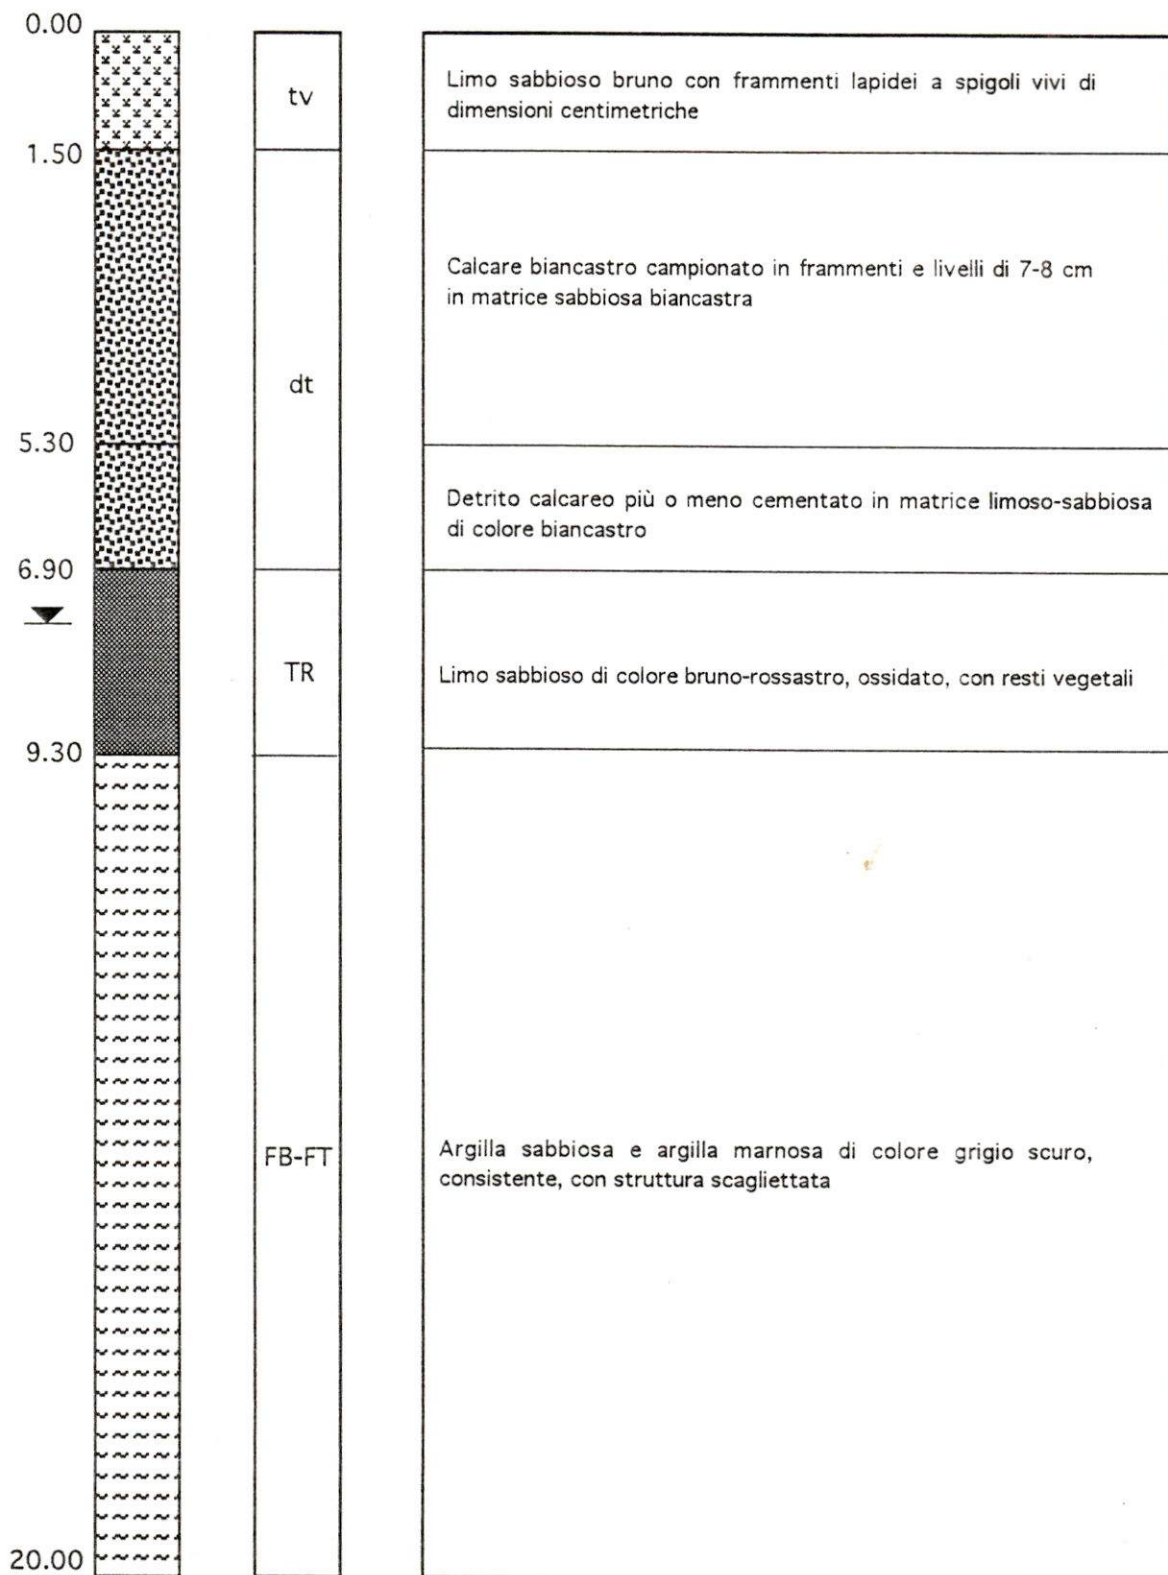 0.00
tv
Limo sabbioso bruno con frammenti lapidei a spigoli vivi di
dimensioni centimetriche
1.50
dt
Calcare biancastro campionato in frammenti e livelli di 7-8 cm
in matrice sabbiosa biancastra
5.30
Detrito calcareo più o meno cementato in matrice limoso-sabbiosa
di colore biancastro
6.90
TR
Limo sabbioso di colore bruno-rossastro, ossidato, con resti vegetali
9.30
FB-FT
Argilla sabbiosa e argilla marnosa di colore grigio scuro,
consistente, con struttura scagliettata
20.00